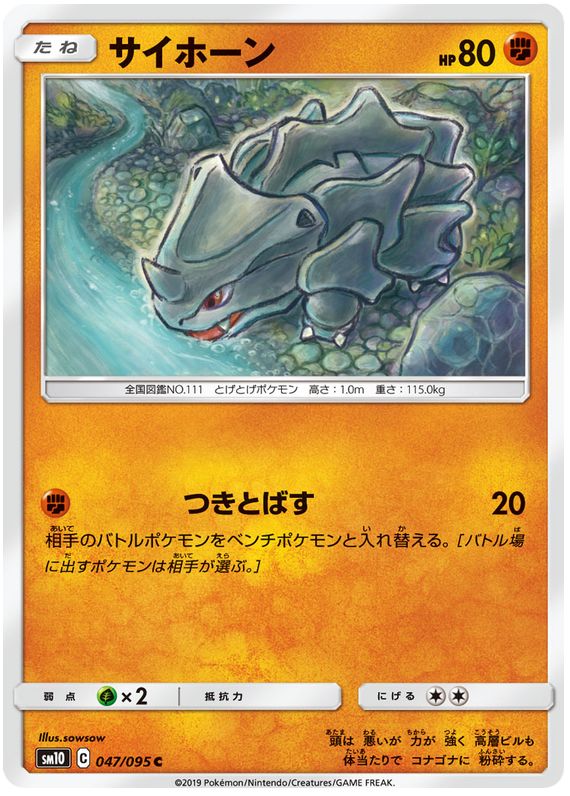 たね サイホーン HP80
全国図鑑NO.111 とげとげポケモン 高さ：1.0m 重さ：115.0kg
つきとばす 20
相手のバトルポケモンをベンチポケモンと入れ替える。［バトル場
に出すポケモンは相手が選ぶ。］
弱点 ×2 抵抗力 にげる
Illus.sowsow
頭は 悪いが 力が 強く 高層ビルも
sm10 C 047/095 C 体当たりで コナゴナに 粉砕する。
©2019 Pokémon/Nintendo/Creatures/GAME FREAK.